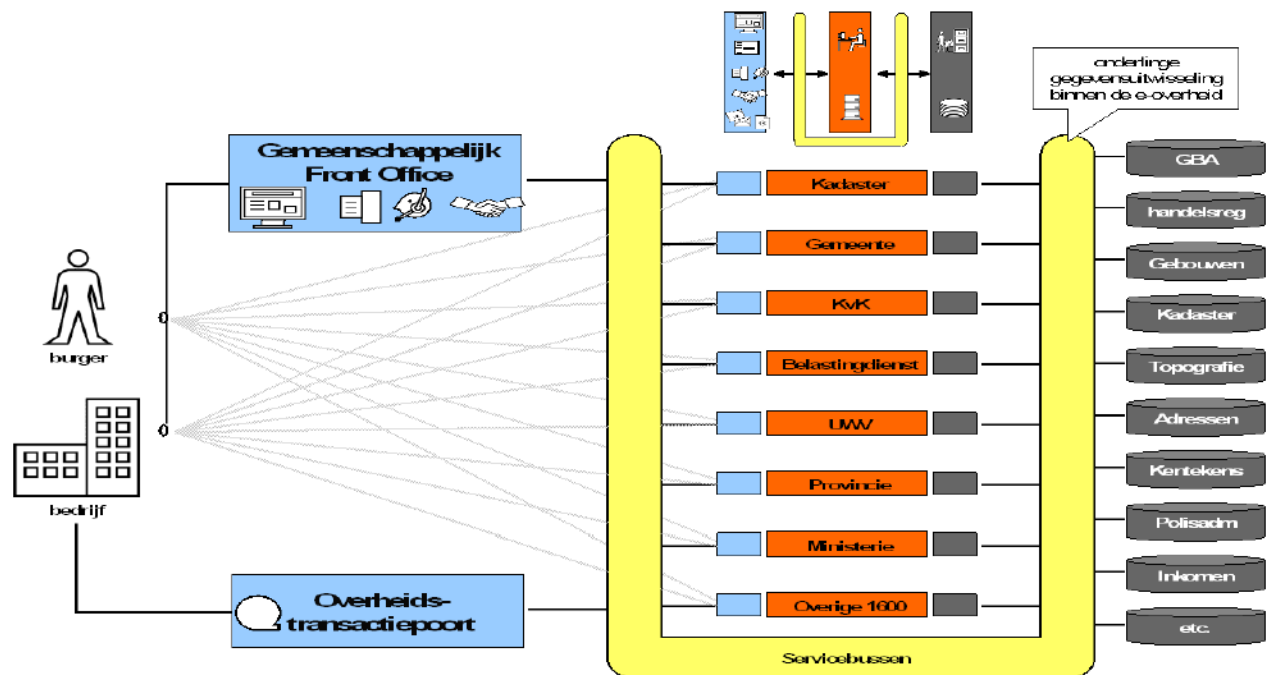 onderlinge
gegevensuitwisseling
binnen de e-overheid
Gemeenschappelijk
Front Office
burger
bedrijf
Overheids-
transactiepoort
Kadaster
Gemeente
KvK
Belastingdienst
UWV
Provincie
Ministerie
Overige 1600
Servicebussen
GBA
handelsreg
Gebouwen
Kadaster
Topografie
Adressen
Kentekens
Polisadm
Inkomen
etc.